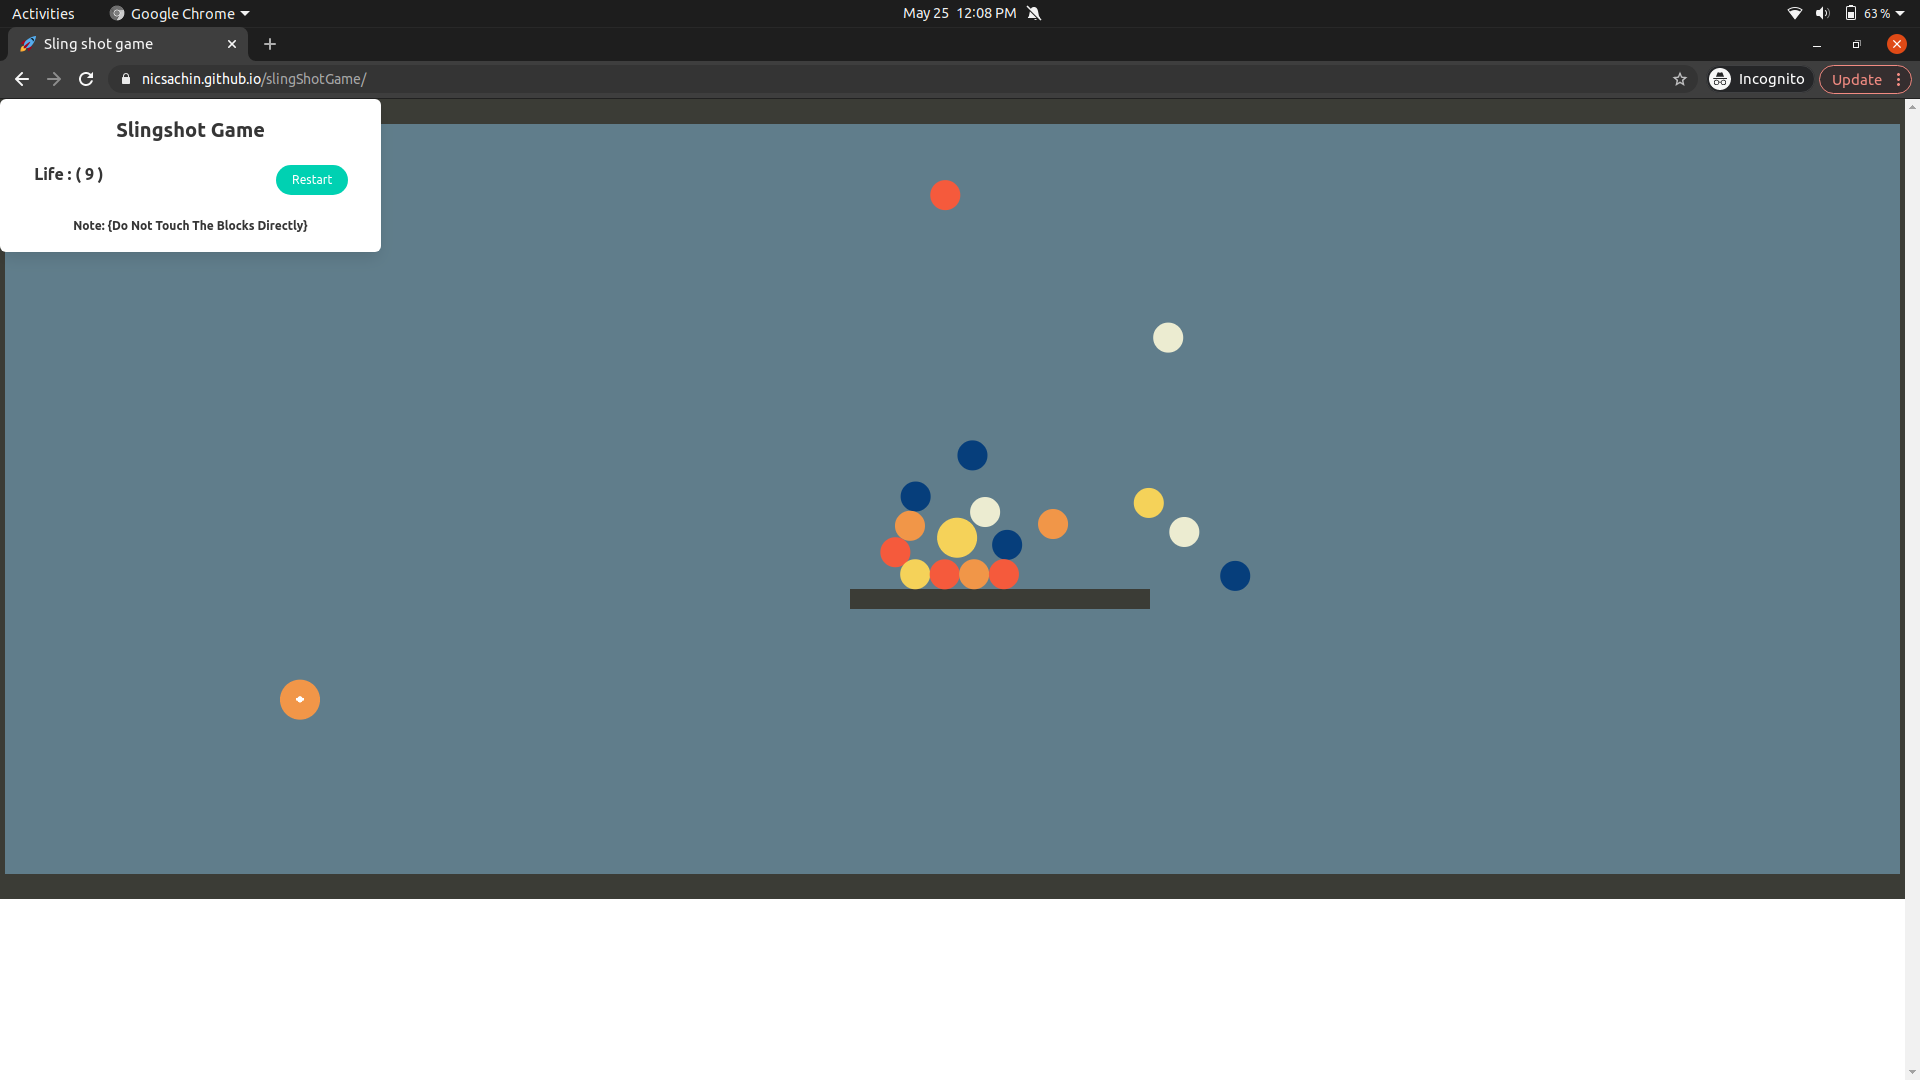 Activities
Google Chrome
May 25 12:08 PM
63 %
Sling shot game
nicsachin.github.io/slingShotGame/
Incognito
Update
Slingshot Game
Life : ( 9 )
Restart
Note: {Do Not Touch The Blocks Directly}